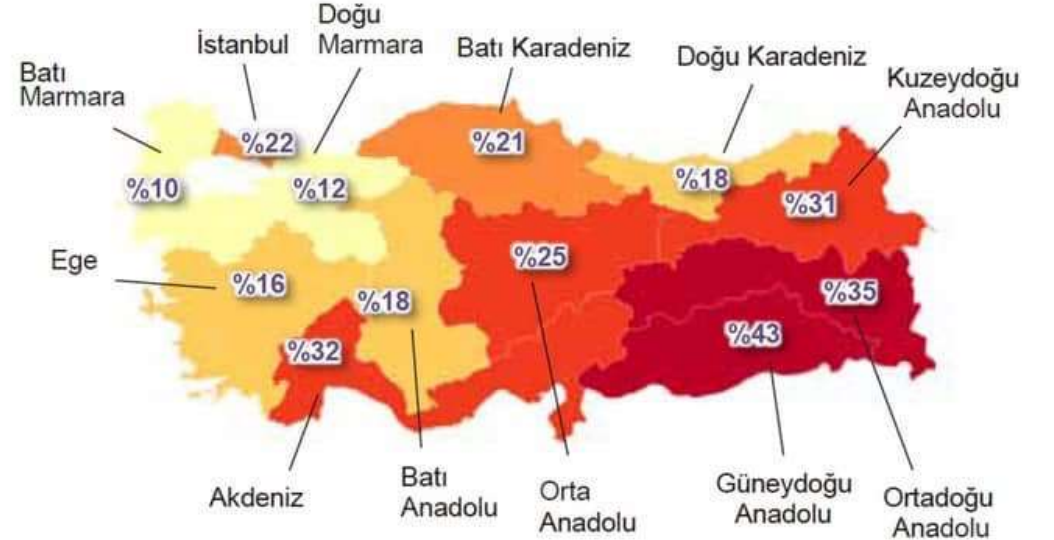 Doğu
Marmara
İstanbul
Batı Karadeniz
Doğu Karadeniz
Batı
Marmara
Kuzeydoğu
Anadolu
%22
%21
%10
%12
%18
%31
Ege
%25
%16
%18
%35
%32
%43
Akdeniz
Batı
Anadolu
Orta
Anadolu
Güneydoğu
Anadolu
Ortadoğu
Anadolu